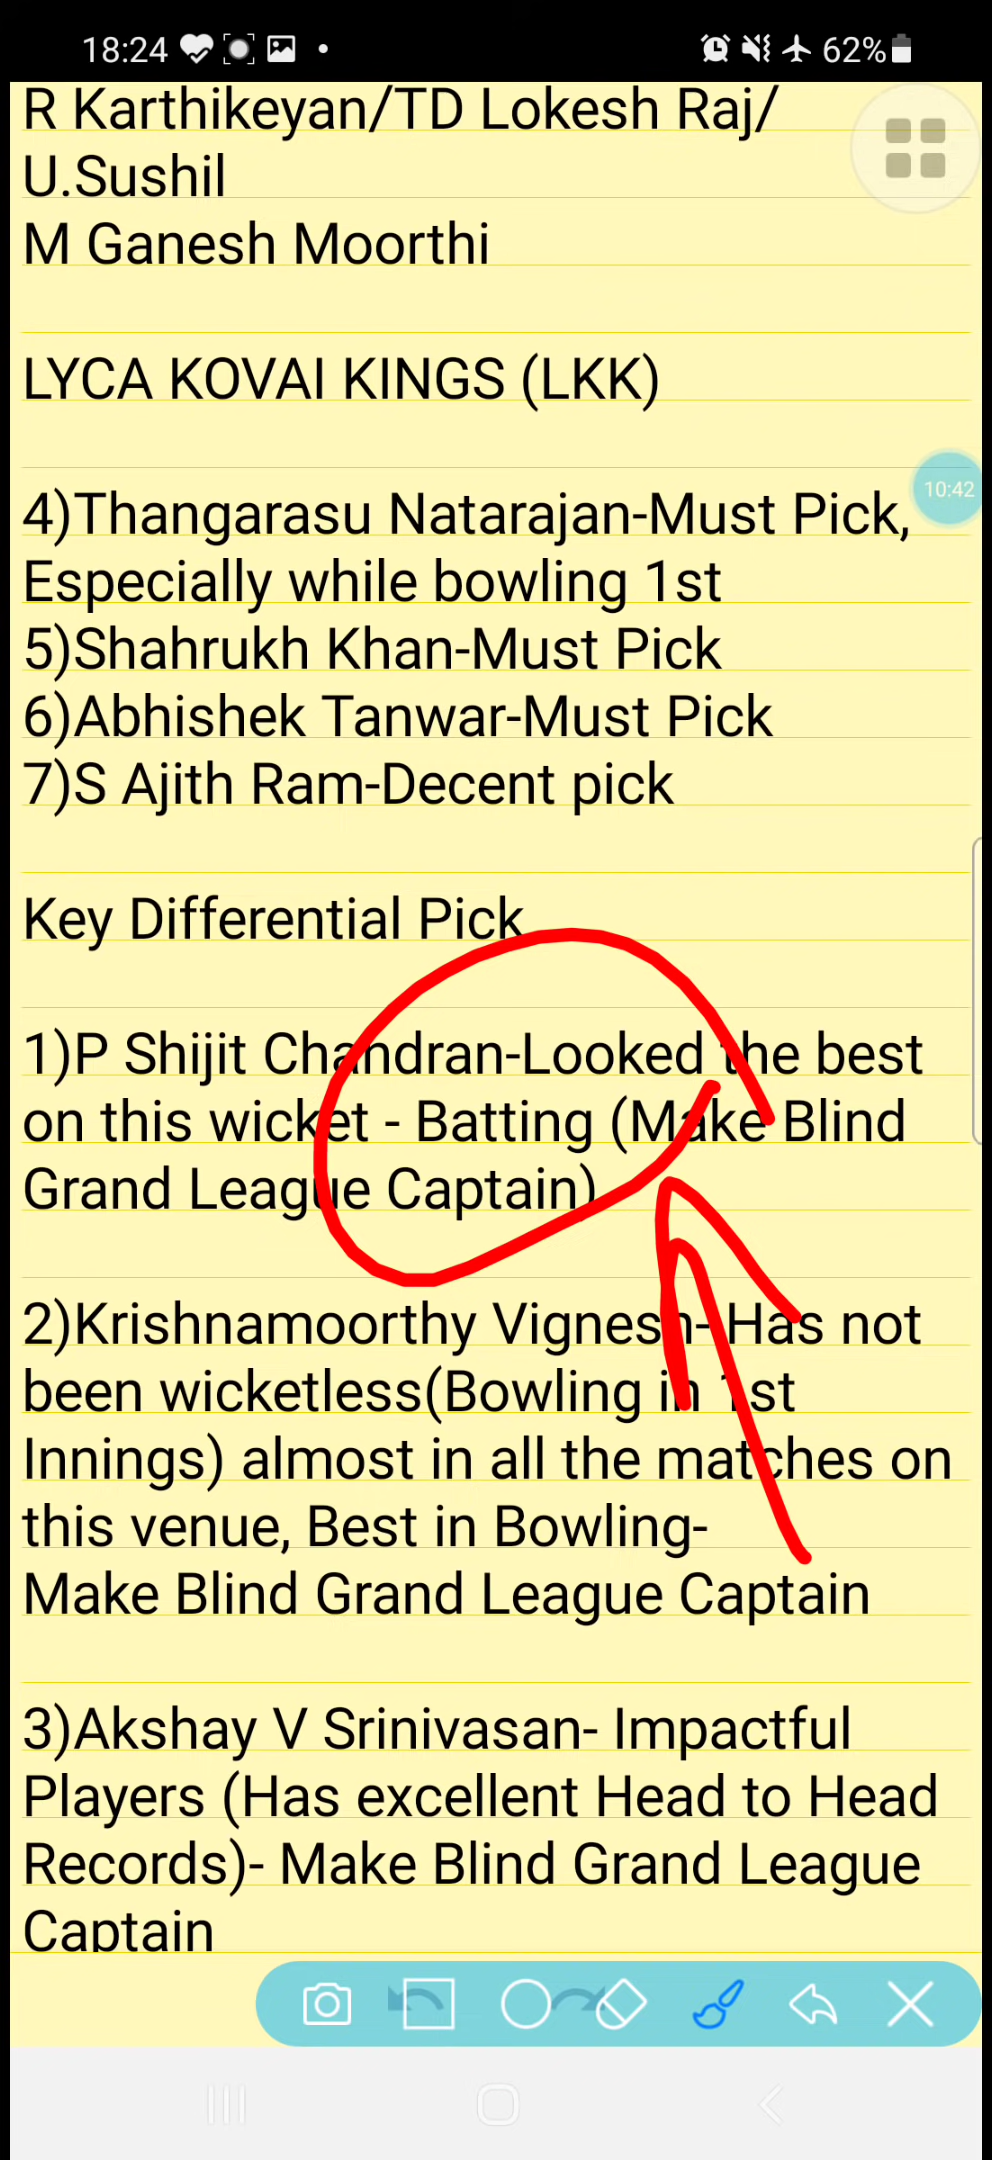 18:24
62%
R Karthikeyan/TD Lokesh Raj/
U.Sushil
M Ganesh Moorthi
LYCA KOVAI KINGS (LKK)
10:42
4)Thangarasu Natarajan-Must Pick,
Especially while bowling 1st
5)Shahrukh Khan-Must Pick
6)Abhishek Tanwar-Must Pick
7)S Ajith Ram-Decent pick
Key Differential Pick
1)P Shijit Chandran-Looked the best
on this wicket - Batting (Make Blind
Grand League Captain)
2)Krishnamoorthy Vignesh- Has not
been wicketless(Bowling in 1st
Innings) almost in all the matches on
this venue, Best in Bowling-
Make Blind Grand League Captain
3)Akshay V Srinivasan- Impactful
Players (Has excellent Head to Head
Records)- Make Blind Grand League
Captain